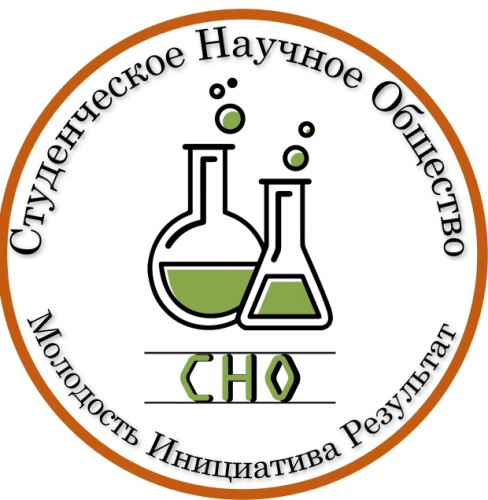 Студенческое Научное Общество
СНО
Молодость Инициатива Результат